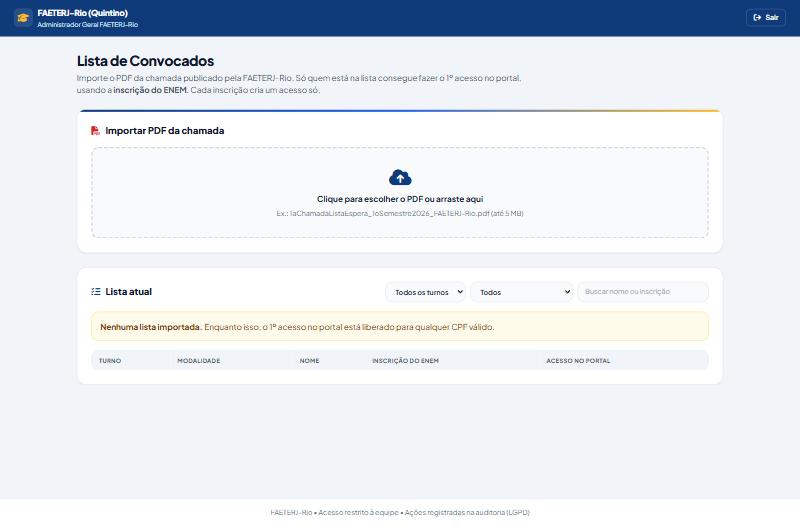 FAETERJ-Rio (Quintino)
Administrador Geral FAETERJ-Rio
Sair
Lista de Convocados
Importe o PDF da chamada publicada pela FAETERJ-Rio. Só quem está na lista consegue fazer o 1º acesso no portal,
usando a inscrição do ENEM. Cada inscrição cria um acesso só.
Importar PDF da chamada
Clique para escolher o PDF ou arraste aqui
Ex.: 1aChamadaListaEspera_1oSemestre2026_FAETERJ-Rio.pdf (até 5 MB)
Lista atual
Todos os turnos
Todos
Buscar nome ou inscrição
Nenhuma lista importada. Enquanto isso, o 1º acesso no portal está liberado para qualquer CPF válido.
TURNO MODALIDADE NOME INSCRIÇÃO DO ENEM ACESSO NO PORTAL
FAETERJ-Rio • Acesso restrito à equipe • Ações registradas na auditoria (LGPD)